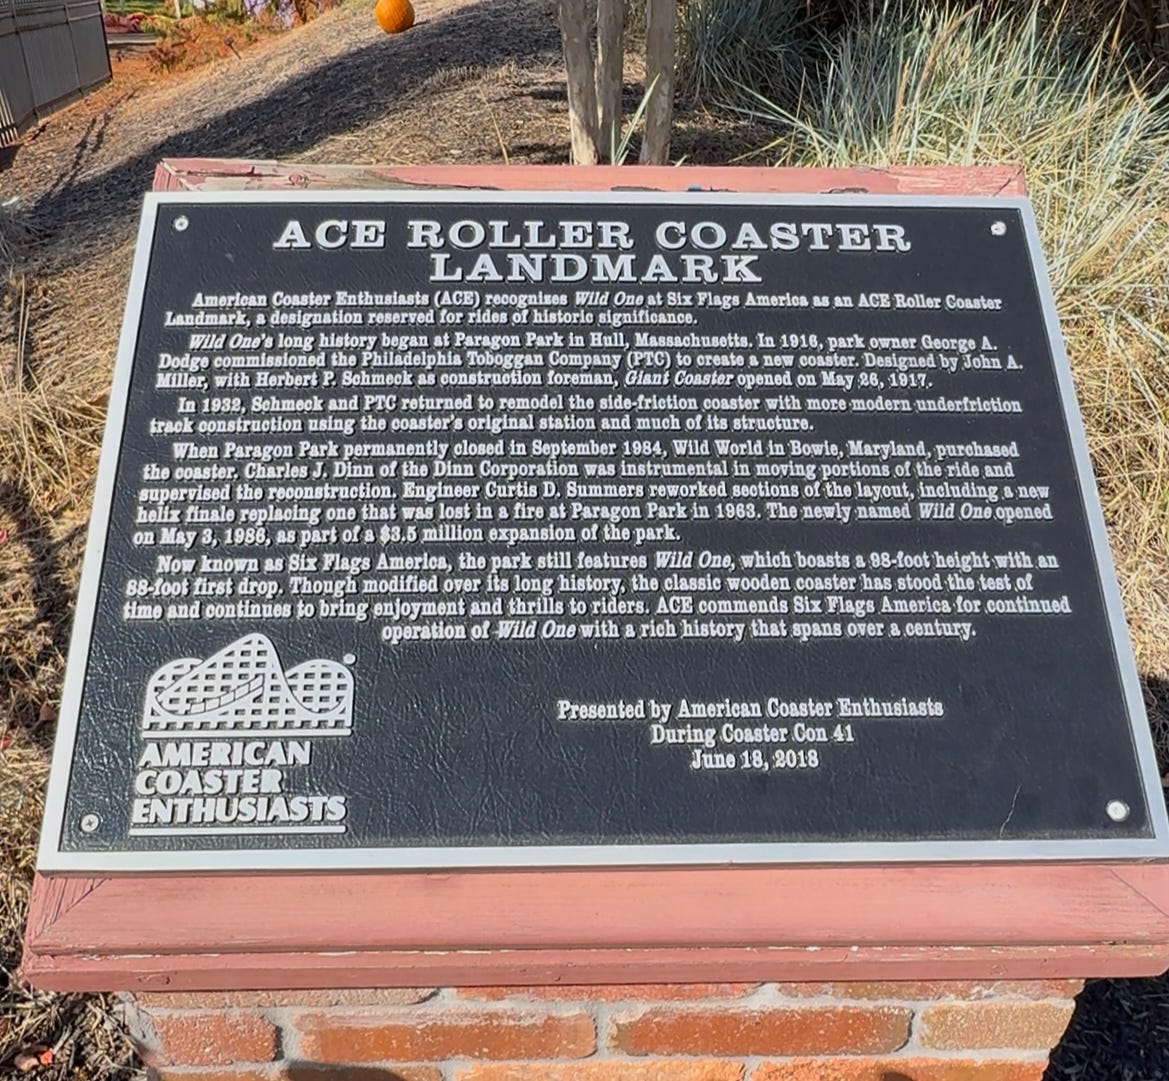 ACE ROLLER COASTER
LANDMARK
American Coaster Enthusiasts (ACE) recognizes Wild One at Six Flags America as an ACE Roller Coaster
Landmark, a designation reserved for rides of historic significance.
Wild One's long history began at Paragon Park in Hull, Massachusetts. In 1916, park owner George A.
Dodge commissioned the Philadelphia Toboggan Company (PTC) to create a new coaster. Designed by John A.
Miller, with Herbert P. Schmeck as construction foreman, Giant Coaster opened on May 26, 1917.
In 1932, Schmeck and PTC returned to remodel the side-friction coaster with more modern underfriction
track construction using the coaster's original station and much of its structure.
When Paragon Park permanently closed in September 1984, Wild World in Bowie, Maryland, purchased
the coaster. Charles J. Dinn of the Dinn Corporation was instrumental in moving portions of the ride and
supervised the reconstruction. Engineer Curtis D. Summers reworked sections of the layout, including a new
helix finale replacing one that was lost in a fire at Paragon Park in 1963. The newly named Wild One opened
on May 3, 1986, as part of a $3.5 million expansion of the park.
Now known as Six Flags America, the park still features Wild One, which boasts a 98-foot height with an
88-foot first drop. Though modified over its long history, the classic wooden coaster has stood the test of
time and continues to bring enjoyment and thrills to riders. ACE commends Six Flags America for continued
operation of Wild One with a rich history that spans over a century.
Presented by American Coaster Enthusiasts
During Coaster Con 41
June 18, 2018
AMERICAN
COASTER
ENTHUSIASTS